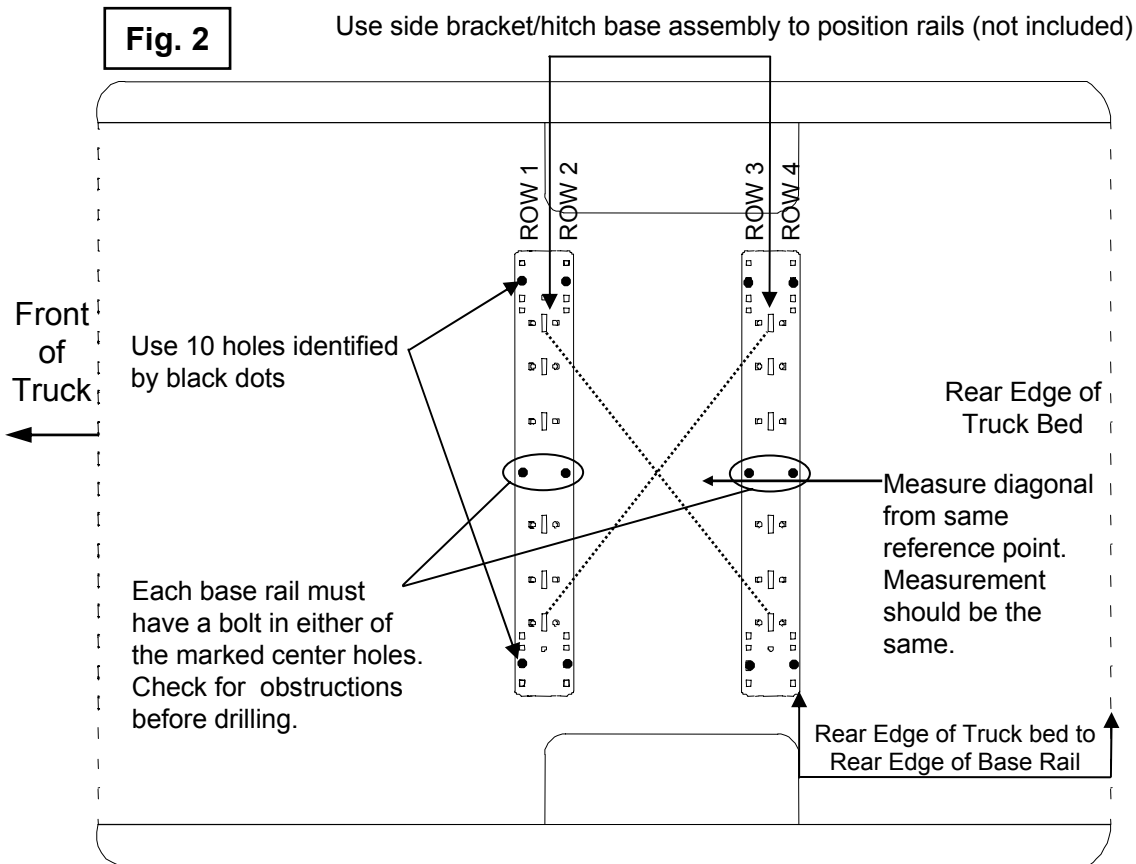 Fig. 2
Use side bracket/hitch base assembly to position rails (not included)
ROW 1
ROW 2
ROW 3
ROW 4
Front
of
Truck
Use 10 holes identified
by black dots
Rear Edge of
Truck Bed
Measure diagonal
from same
reference point.
Measurement
should be the
same.
Each base rail must
have a bolt in either of
the marked center holes.
Check for  obstructions
before drilling.
Rear Edge of Truck bed to
Rear Edge of Base Rail